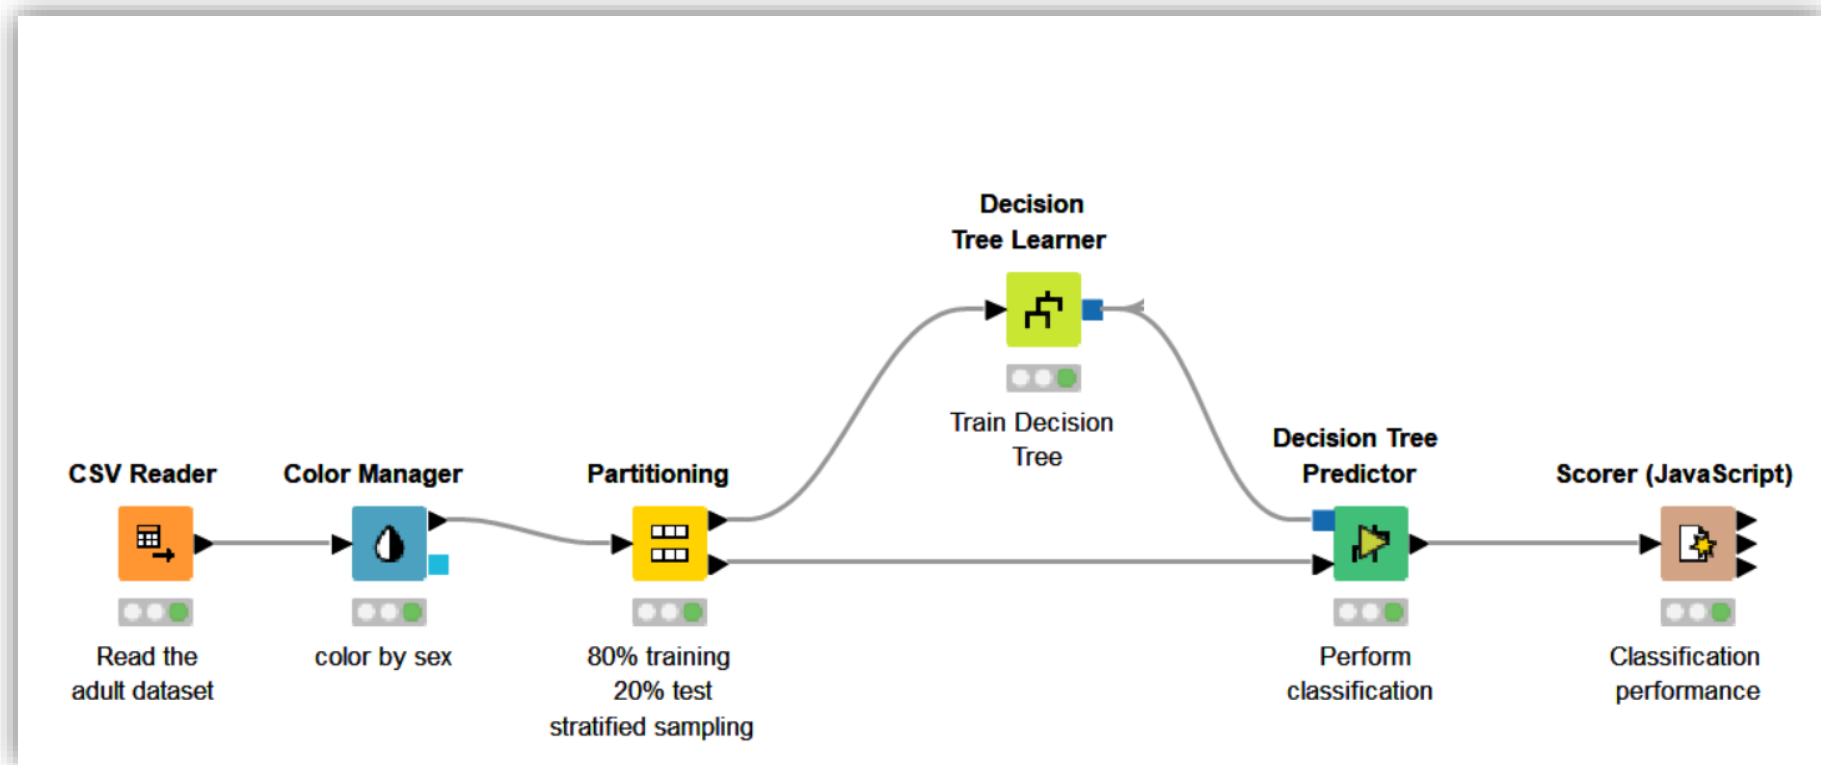 Decision
Tree Learner
Train Decision
Tree
CSV Reader
Read the
adult dataset
Color Manager
color by sex
Partitioning
80% training
20% test
stratified sampling
Decision Tree
Predictor
Perform
classification
Scorer (JavaScript)
Classification
performance